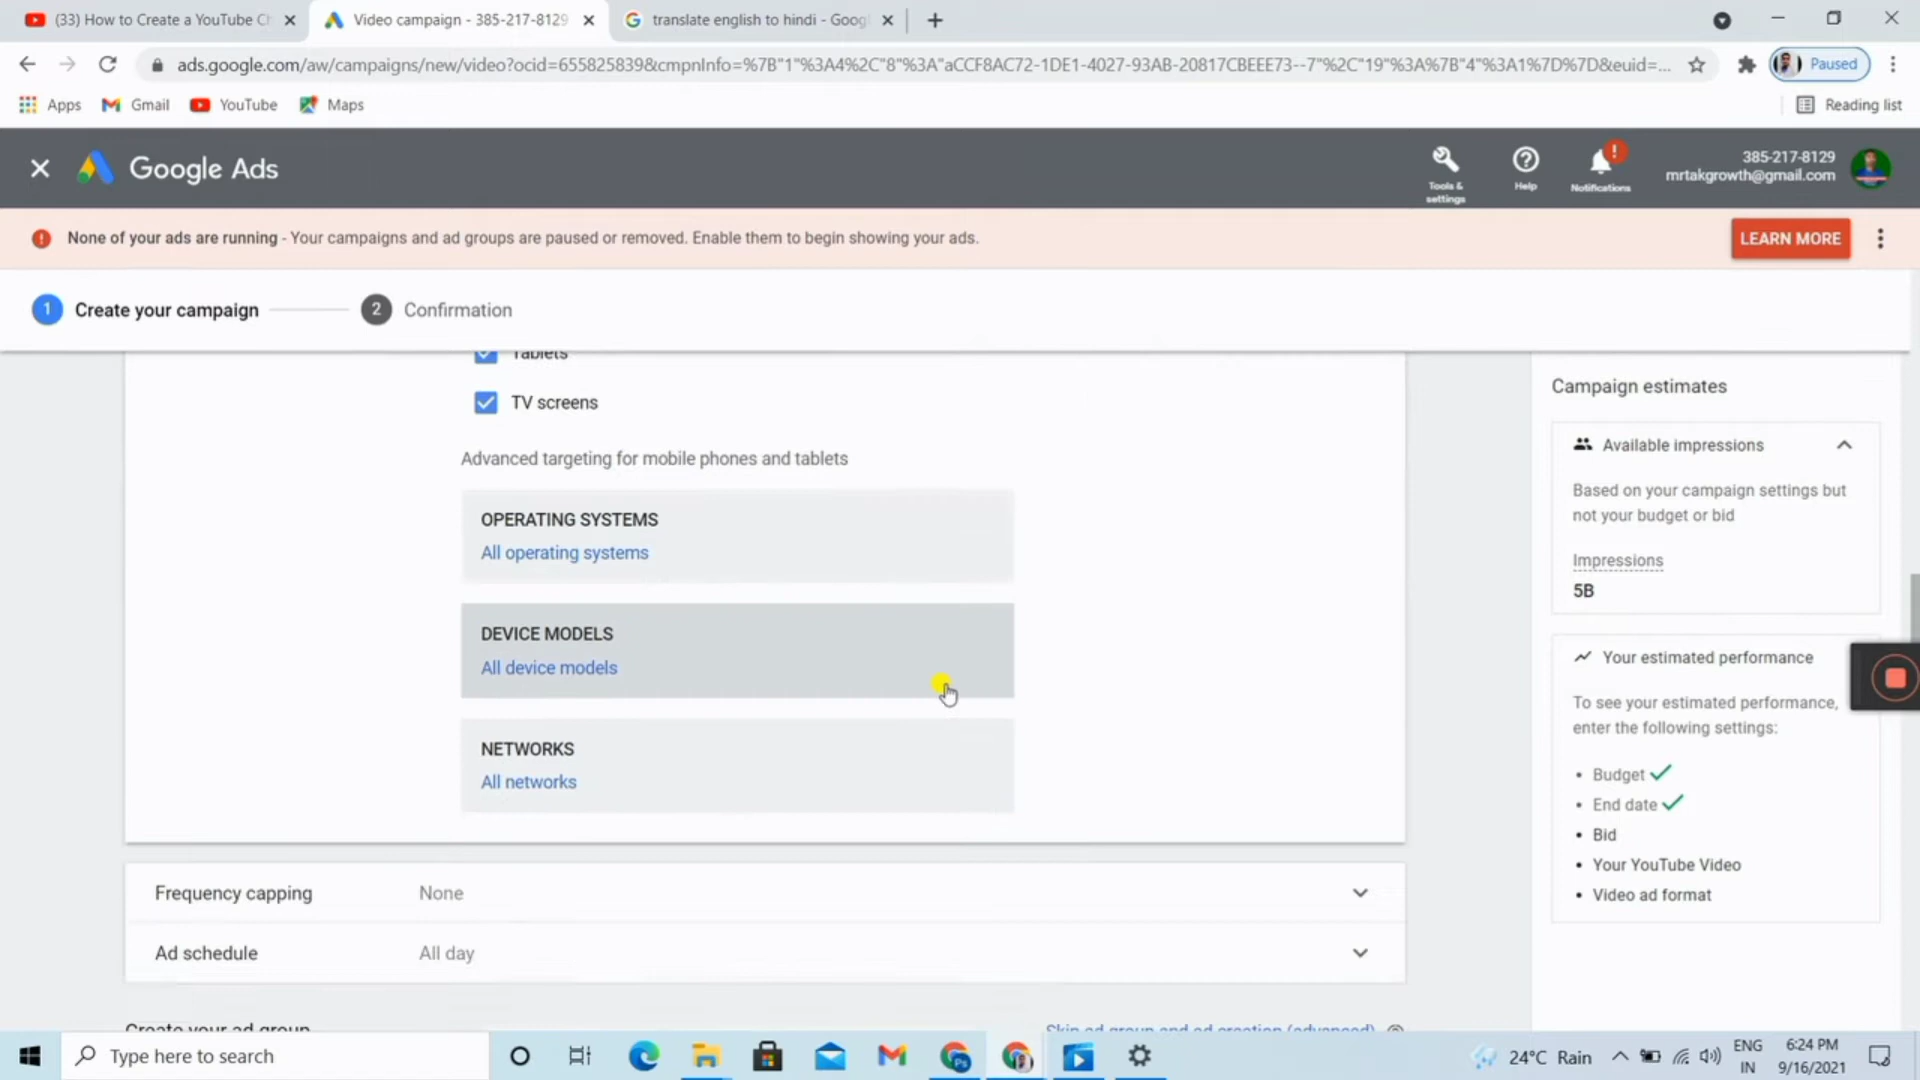 (33) How to Create a YouTube Ch
Video campaign - 385-217-8129
translate english to hindi - Goog
ads.google.com/aw/campaigns/new/video?ocid=655825839&cmpnInfo=%7B"1"%3A4%2C"8"%3A"aCCF8AC72-1DE1-4027-93AB-20817CBEEE73--7"%2C"19"%3A%7B"4"%3A1%7D%7D&euid=...
Paused
Apps
Gmail
YouTube
Maps
Reading list
Google Ads
Tools & settings
Help
Notifications
385-217-8129
mrtakgrowth@gmail.com
None of your ads are running - Your campaigns and ad groups are paused or removed. Enable them to begin showing your ads.
LEARN MORE
1 Create your campaign
2 Confirmation
Tablets
TV screens
Advanced targeting for mobile phones and tablets
OPERATING SYSTEMS
All operating systems
DEVICE MODELS
All device models
NETWORKS
All networks
Frequency capping None
Ad schedule All day
Create your ad group
Skip ad group and ad creation (advanced)
Campaign estimates
Available impressions
Based on your campaign settings but
not your budget or bid
Impressions
5B
Your estimated performance
To see your estimated performance,
enter the following settings:
• Budget
• End date
• Bid
• Your YouTube Video
• Video ad format
Type here to search
24°C Rain
ENG
IN
6:24 PM
9/16/2021